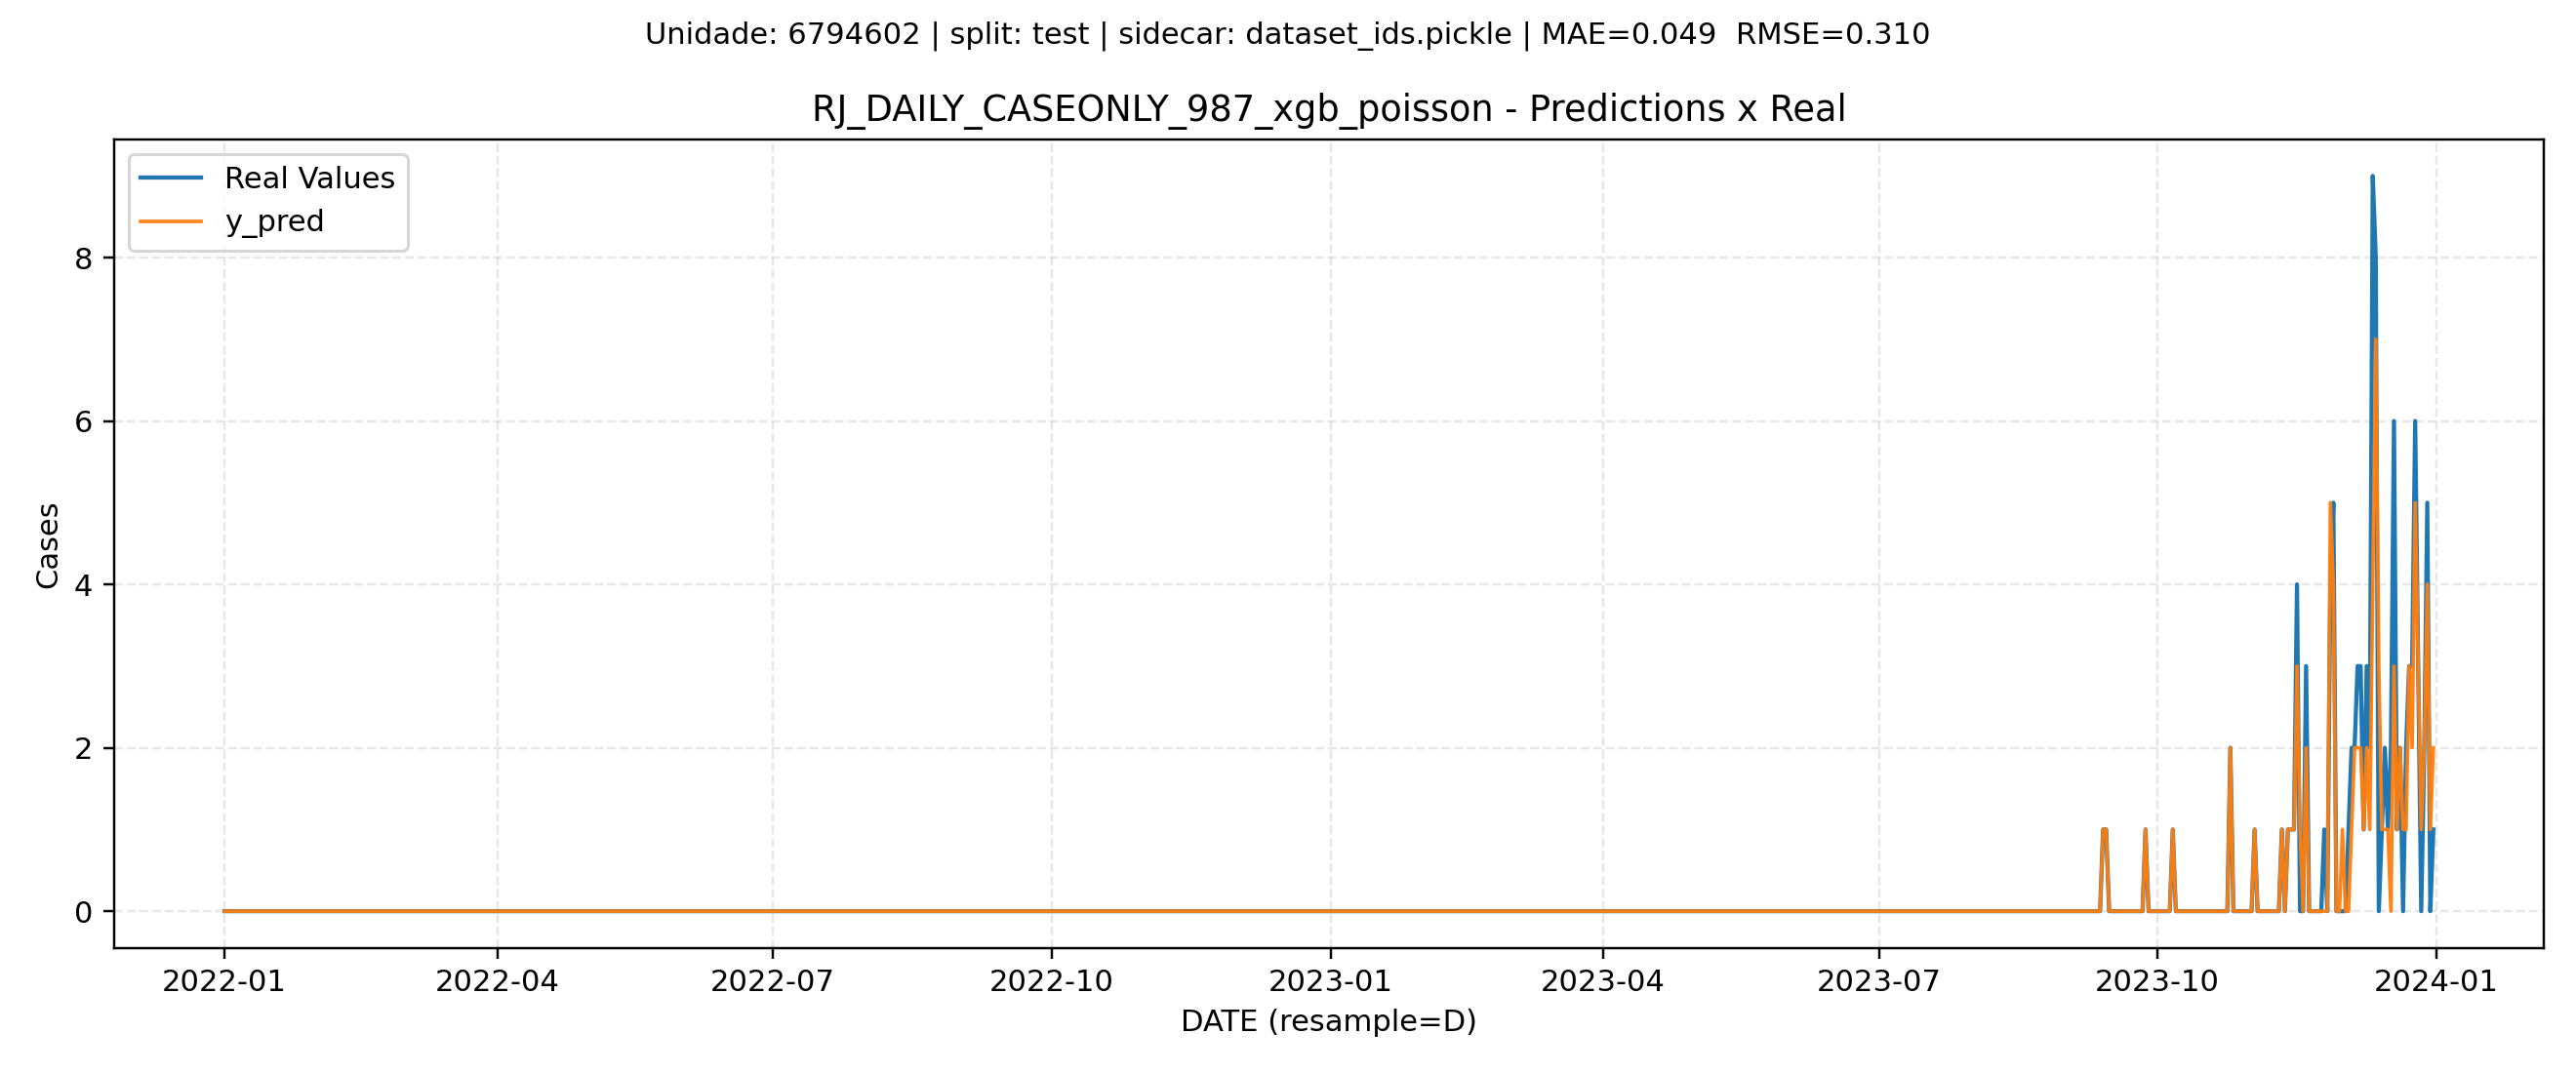 Unidade: 6794602 | split: test | sidecar: dataset_ids.pickle | MAE=0.049  RMSE=0.310
RJ_DAILY_CASEONLY_987_xgb_poisson - Predictions x Real
Real Values
y_pred
8
6
4
2
0
Cases
2022-01 2022-04 2022-07 2022-10 2023-01 2023-04 2023-07 2023-10 2024-01
DATE (resample=D)